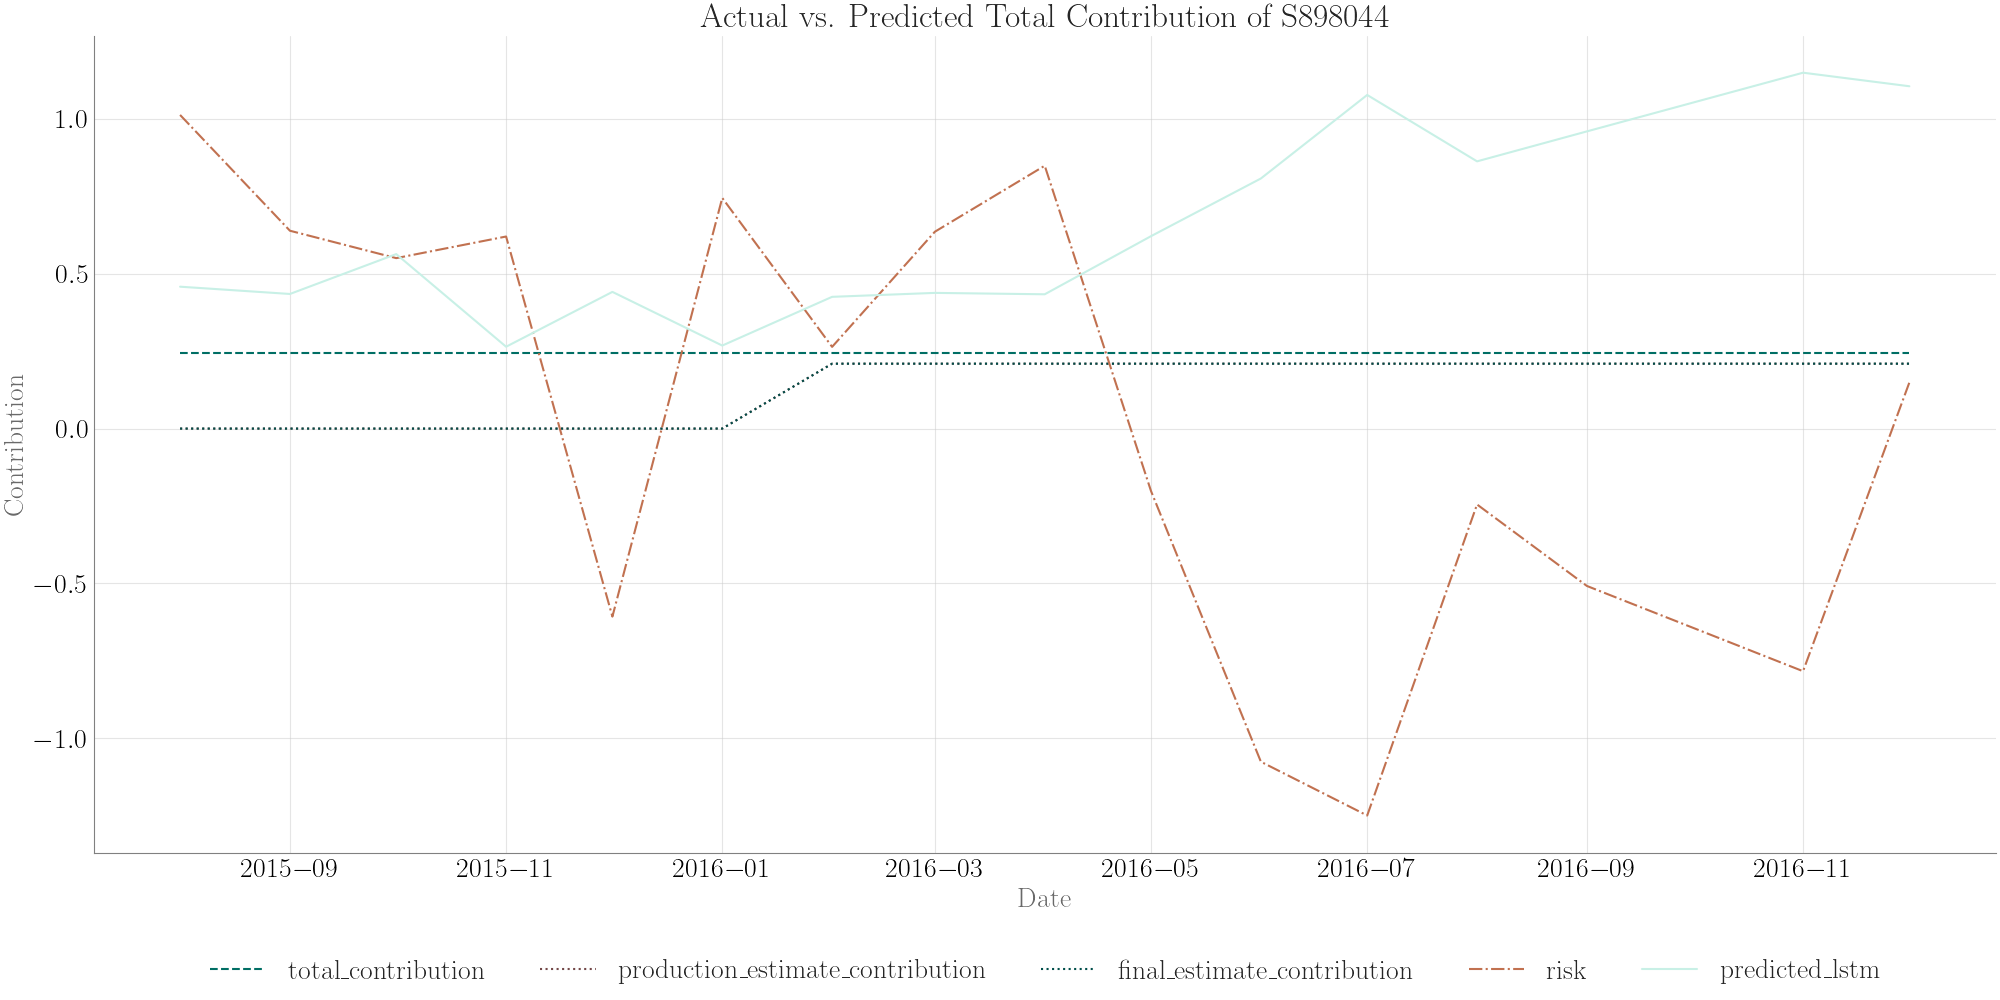 Actual vs. Predicted Total Contribution of S898044
Contribution
1.0
0.5
0.0
−0.5
−1.0
2015−09 2015−11 2016−01 2016−03 2016−05 2016−07 2016−09 2016−11
Date
total_contribution production_estimate_contribution final_estimate_contribution risk predicted_lstm